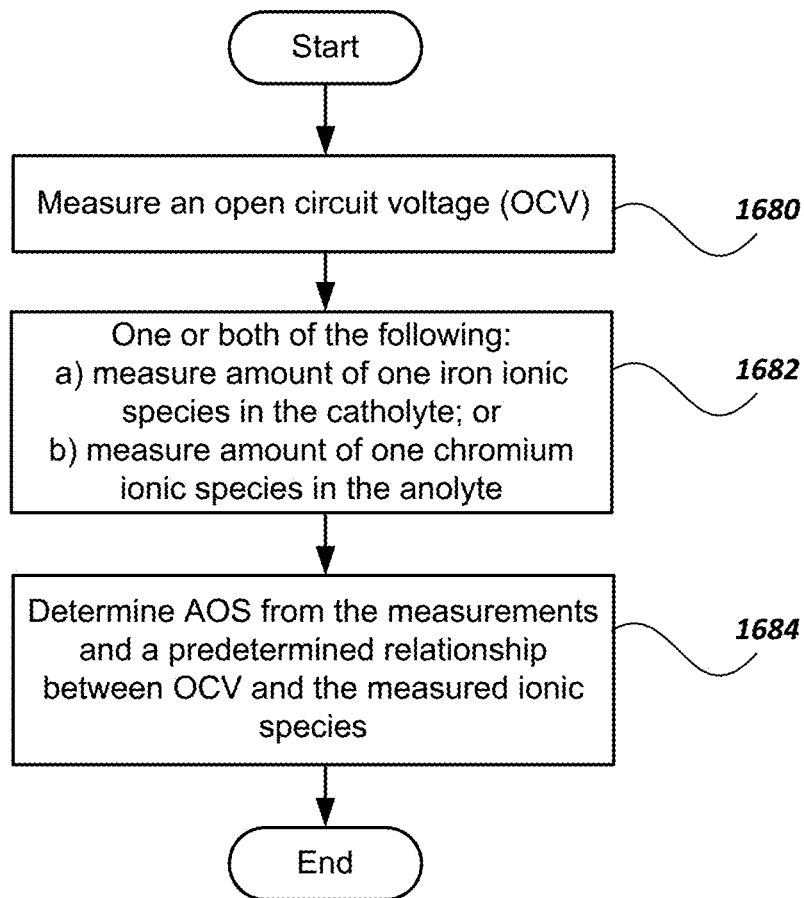 Start
Measure an open circuit voltage (OCV)
1680
One or both of the following:
a) measure amount of one iron ionic
species in the catholyte; or
b) measure amount of one chromium
ionic species in the anolyte
1682
Determine AOS from the measurements
and a predetermined relationship
between OCV and the measured ionic
species
1684
End